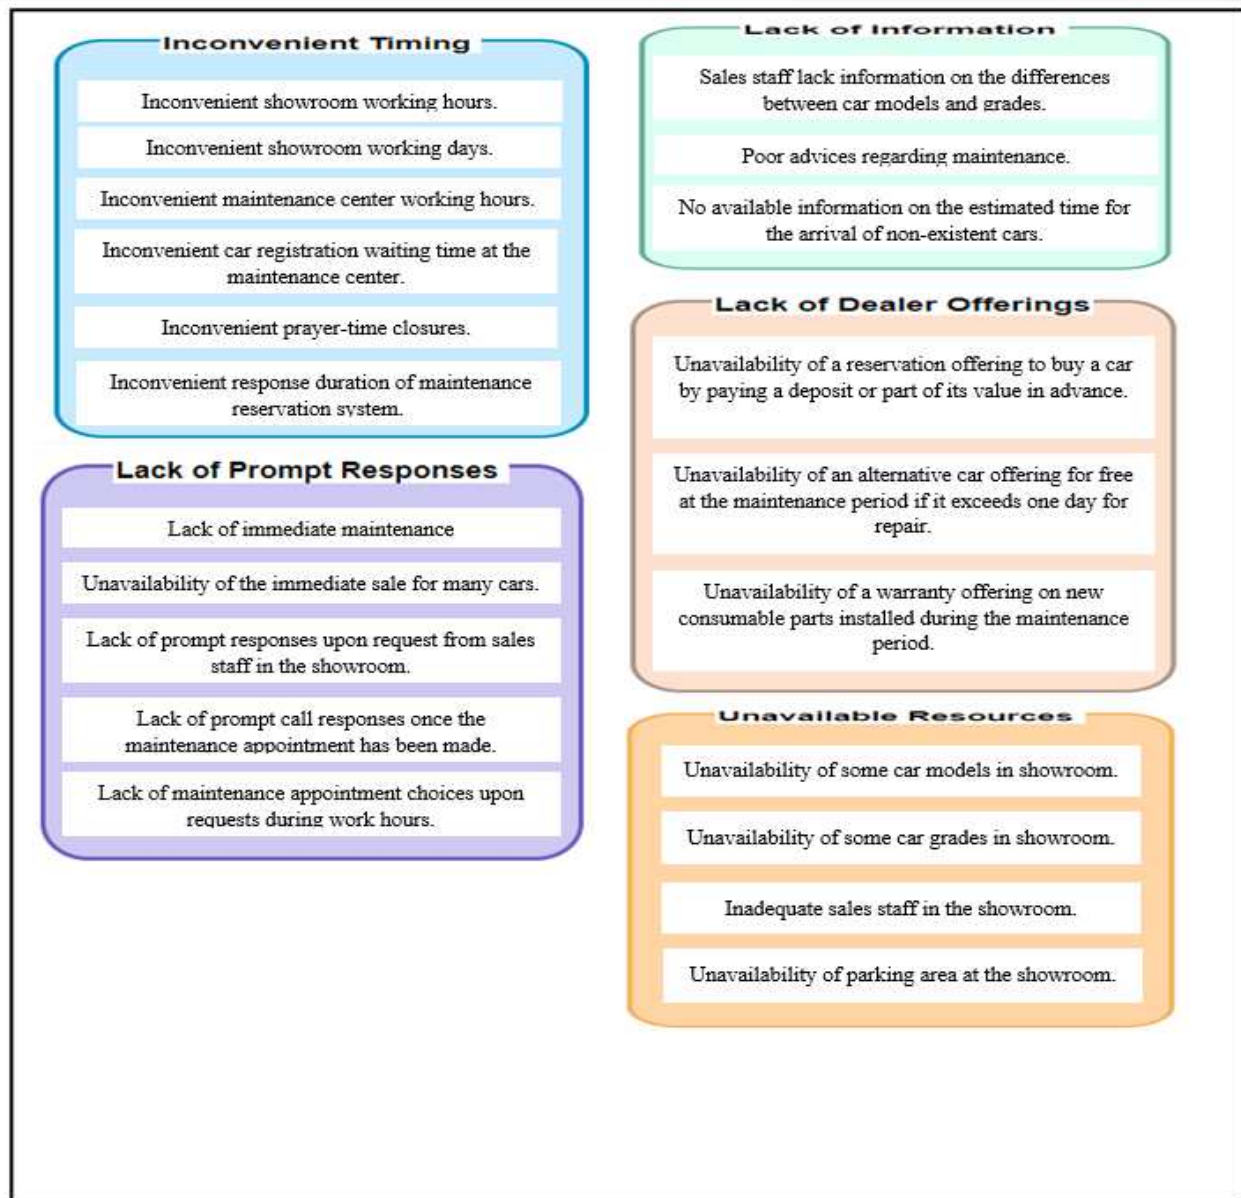 Inconvenient Timing
Inconvenient showroom working hours.
Inconvenient showroom working days.
Inconvenient maintenance center working hours.
Inconvenient car registration waiting time at the
maintenance center.
Inconvenient prayer-time closures.
Inconvenient response duration of maintenance
reservation system.
Lack of Prompt Responses
Lack of immediate maintenance
Unavailability of the immediate sale for many cars.
Lack of prompt responses upon request from sales
staff in the showroom.
Lack of prompt call responses once the
maintenance appointment has been made.
Lack of maintenance appointment choices upon
requests during work hours.
Lack of Information
Sales staff lack information on the differences
between car models and grades.
Poor advices regarding maintenance.
No available information on the estimated time for
the arrival of non-existent cars.
Lack of Dealer Offerings
Unavailability of a reservation offering to buy a car
by paying a deposit or part of its value in advance.
Unavailability of an alternative car offering for free
at the maintenance period if it exceeds one day for
repair.
Unavailability of a warranty offering on new
consumable parts installed during the maintenance
period.
Unavailable Resources
Unavailability of some car models in showroom.
Unavailability of some car grades in showroom.
Inadequate sales staff in the showroom.
Unavailability of parking area at the showroom.